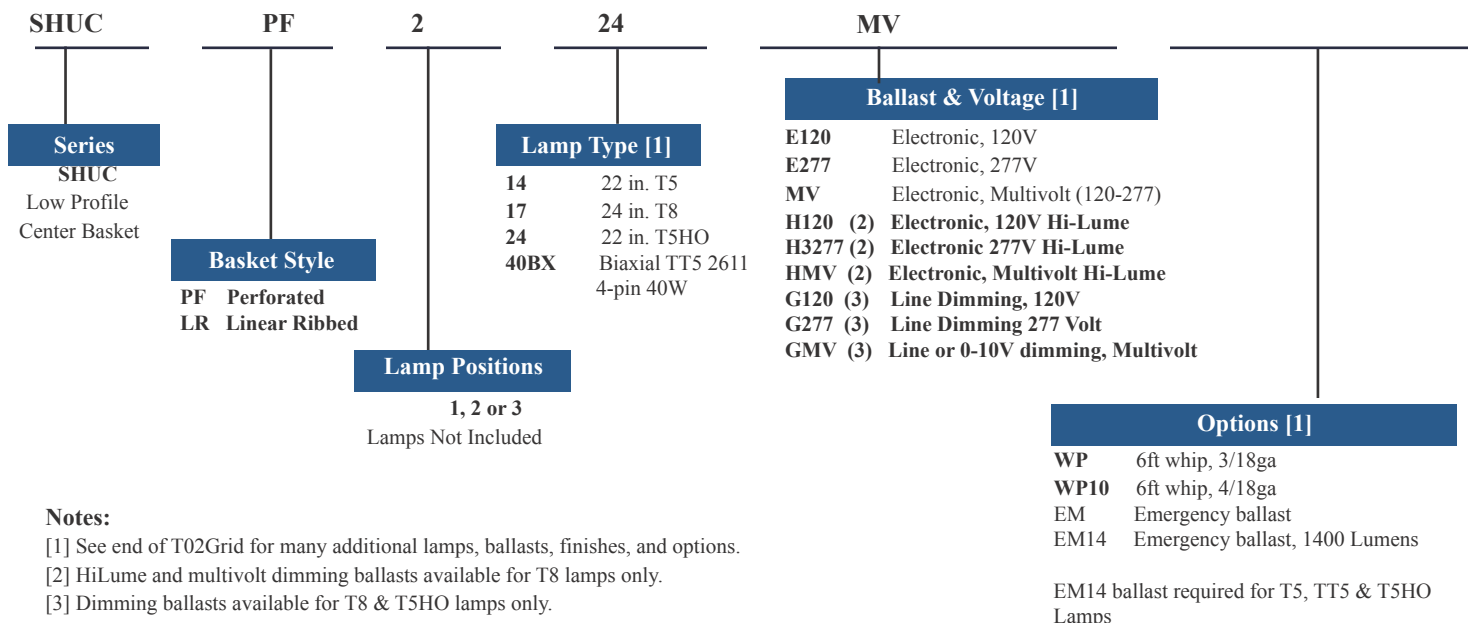 SHUC PF 2 24 MV
Series
SHUC
Low Profile
Center Basket
Basket Style
PF Perforated
LR Linear Ribbed
Lamp Positions
1, 2 or 3
Lamps Not Included
Lamp Type [1]
14 22 in. T5
17 24 in. T8
24 22 in. T5HO
40BX Biaxial TT5 2611
4-pin 40W
Ballast & Voltage [1]
E120 Electronic, 120V
E277 Electronic, 277V
MV Electronic, Multivolt (120-277)
H120 (2) Electronic, 120V Hi-Lume
H3277 (2) Electronic 277V Hi-Lume
HMV (2) Electronic, Multivolt Hi-Lume
G120 (3) Line Dimming, 120V
G277 (3) Line Dimming 277 Volt
GMV (3) Line or 0-10V dimming, Multivolt
Options [1]
WP 6ft whip, 3/18ga
WP10 6ft whip, 4/18ga
EM Emergency ballast
EM14 Emergency ballast, 1400 Lumens
EM14 ballast required for T5, TT5 & T5HO
Lamps
Notes:
[1] See end of T02Grid for many additional lamps, ballasts, finishes, and options.
[2] HiLume and multivolt dimming ballasts available for T8 lamps only.
[3] Dimming ballasts available for T8 & T5HO lamps only.